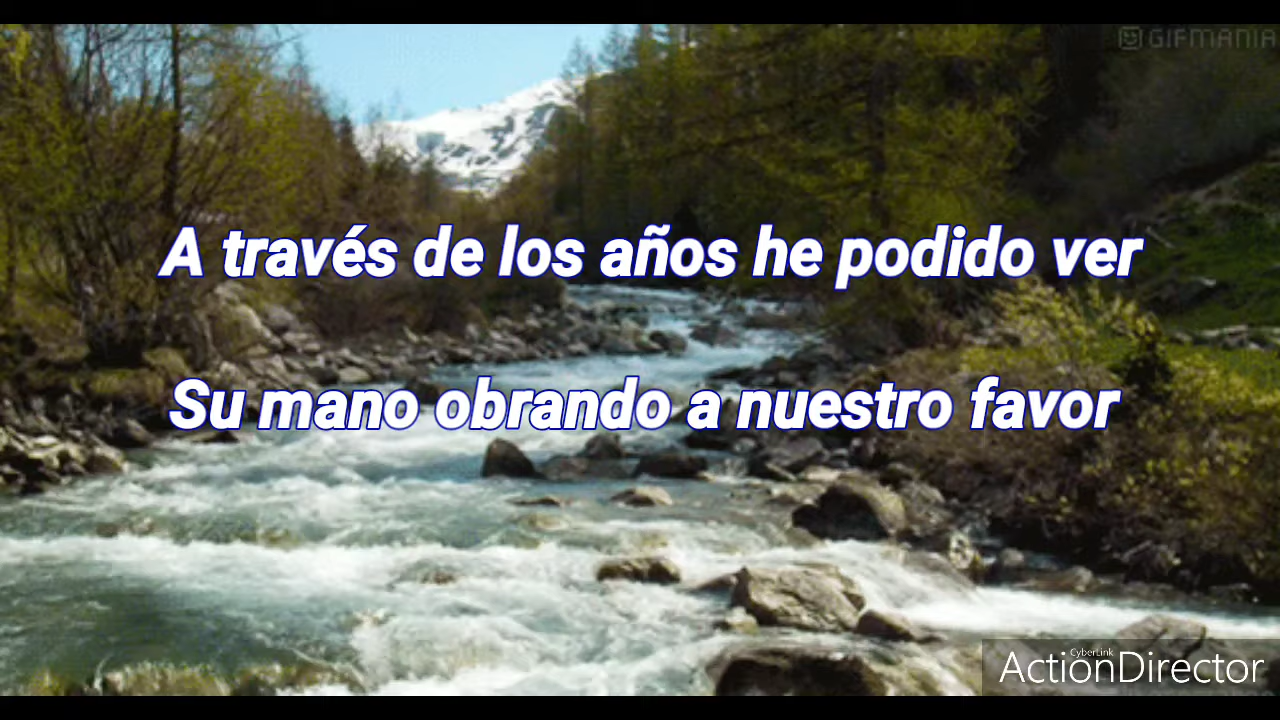 GIFMANIA
A través de los años he podido ver
Su mano obrando a nuestro favor
CyberLink
ActionDirector